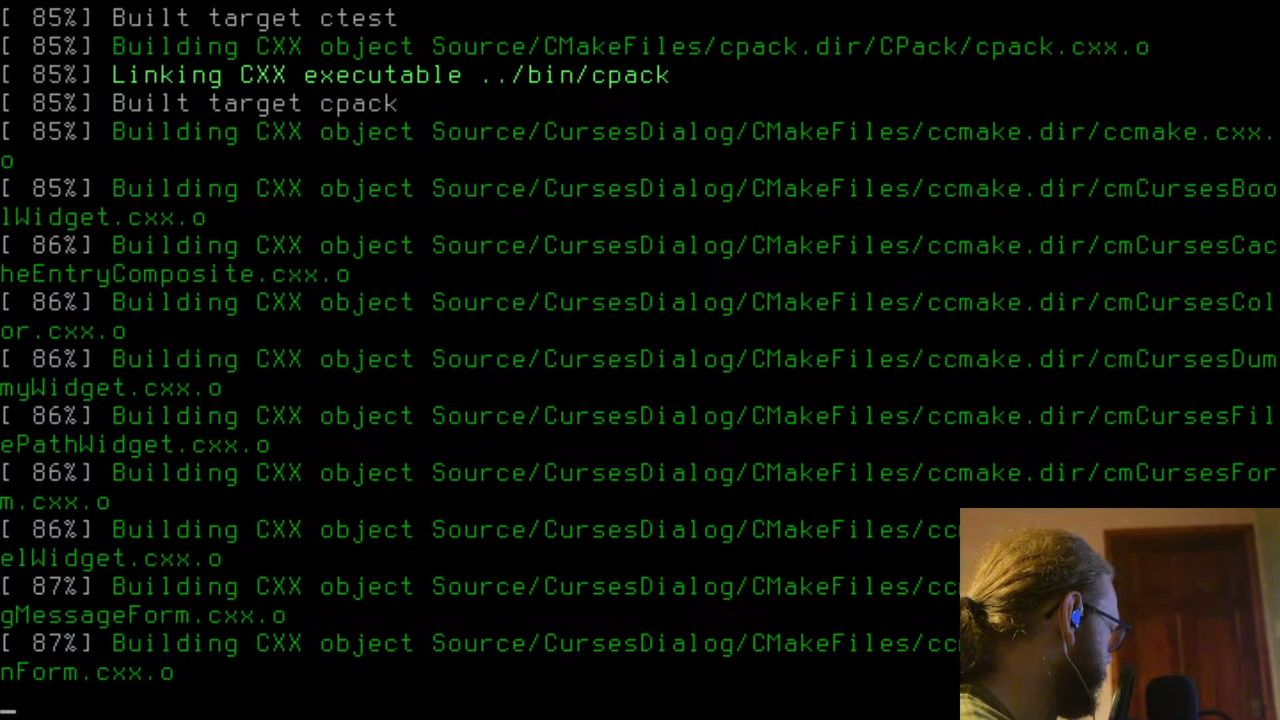 [ 85%] Built target ctest
[ 85%] Building CXX object Source/CMakeFiles/cpack.dir/CPack/cpack.cxx.o
[ 85%] Linking CXX executable ../bin/cpack
[ 85%] Built target cpack
[ 85%] Building CXX object Source/CursesDialog/CMakeFiles/ccmake.dir/ccmake.cxx.
o
[ 85%] Building CXX object Source/CursesDialog/CMakeFiles/ccmake.dir/cmCursesBoo
lWidget.cxx.o
[ 86%] Building CXX object Source/CursesDialog/CMakeFiles/ccmake.dir/cmCursesCac
heEntryComposite.cxx.o
[ 86%] Building CXX object Source/CursesDialog/CMakeFiles/ccmake.dir/cmCursesCol
or.cxx.o
[ 86%] Building CXX object Source/CursesDialog/CMakeFiles/ccmake.dir/cmCursesDum
myWidget.cxx.o
[ 86%] Building CXX object Source/CursesDialog/CMakeFiles/ccmake.dir/cmCursesFil
ePathWidget.cxx.o
[ 86%] Building CXX object Source/CursesDialog/CMakeFiles/ccmake.dir/cmCursesFor
m.cxx.o
[ 86%] Building CXX object Source/CursesDialog/CMakeFiles/cc
elWidget.cxx.o
[ 87%] Building CXX object Source/CursesDialog/CMakeFiles/cc
gMessageForm.cxx.o
[ 87%] Building CXX object Source/CursesDialog/CMakeFiles/cc
nForm.cxx.o